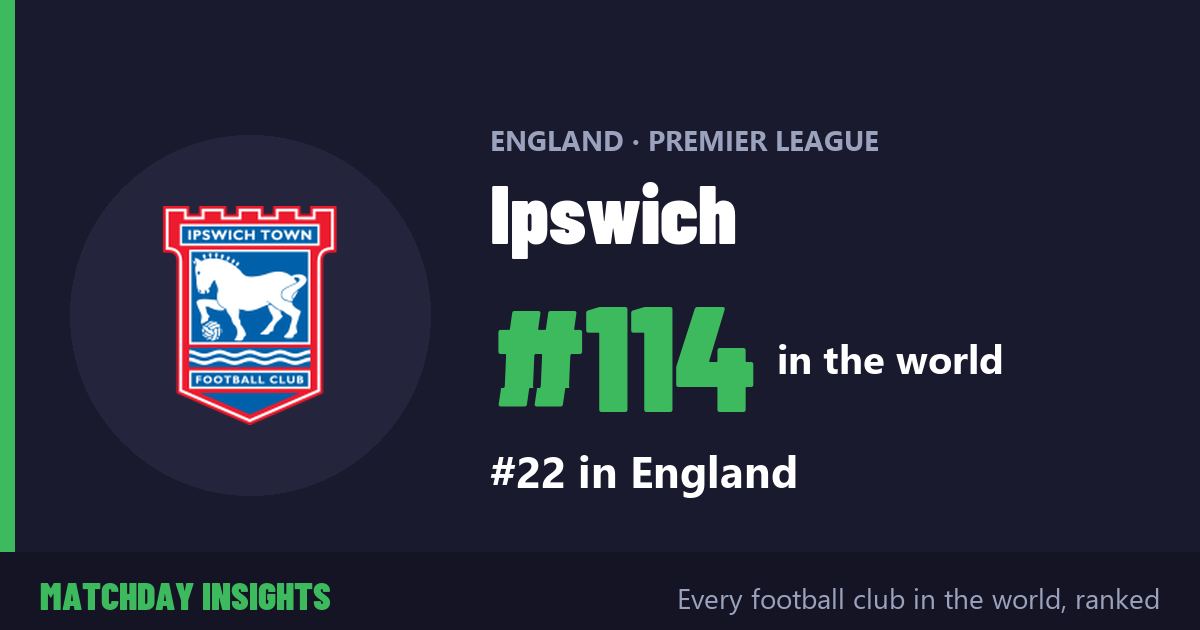 ENGLAND · PREMIER LEAGUE
Ipswich
IPSWICH TOWN
FOOTBALL CLUB
#114 in the world
#22 in England
MATCHDAY INSIGHTS
Every football club in the world, ranked